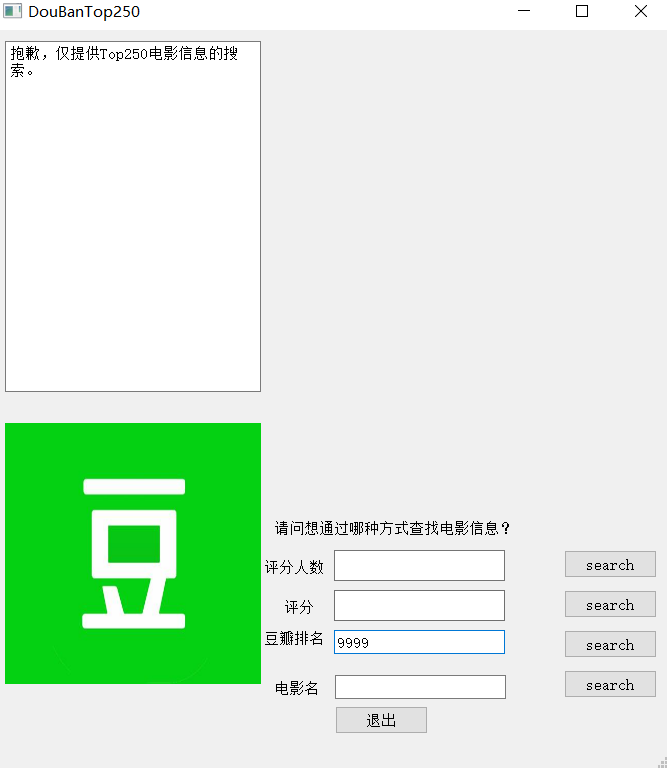 DouBanTop250
抱歉，仅提供Top250电影信息的搜
索。
豆
请问想通过哪种方式查找电影信息？
评分人数 search
评分 search
豆瓣排名 9999 search
电影名 search
退出